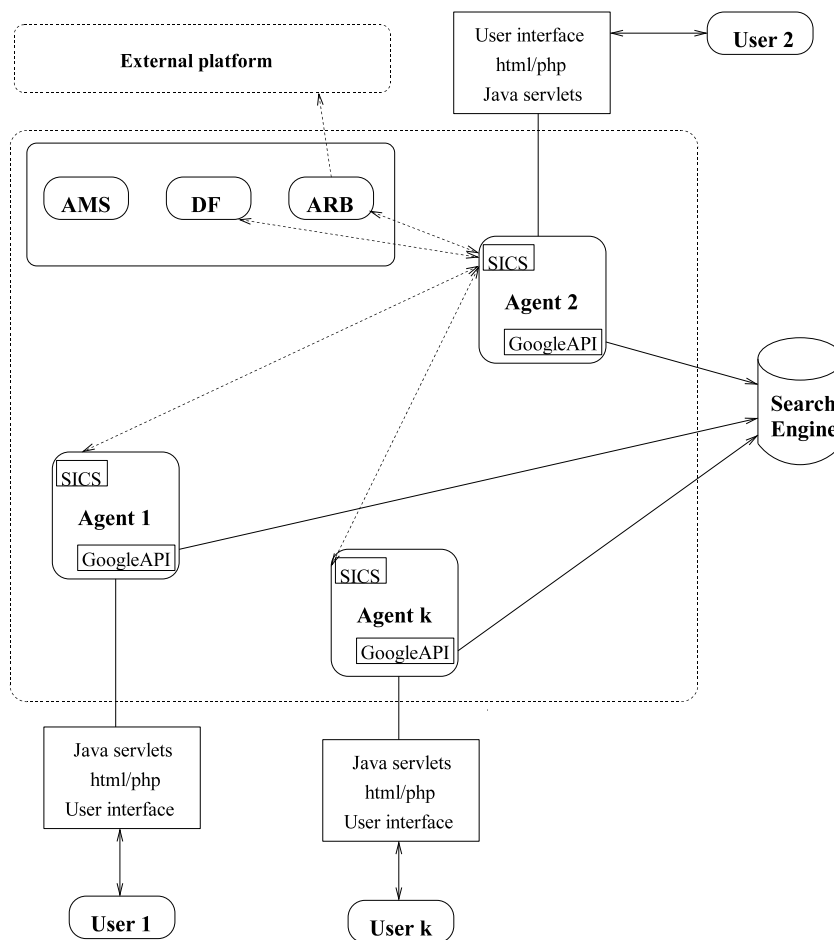 User interface
html/php
Java servlets
User 2
External platform
AMS
DF
ARB
SICS
Agent 2
GoogleAPI
Search
Engine
SICS
Agent 1
GoogleAPI
SICS
Agent k
GoogleAPI
Java servlets
html/php
User interface
Java servlets
html/php
User interface
User 1
User k